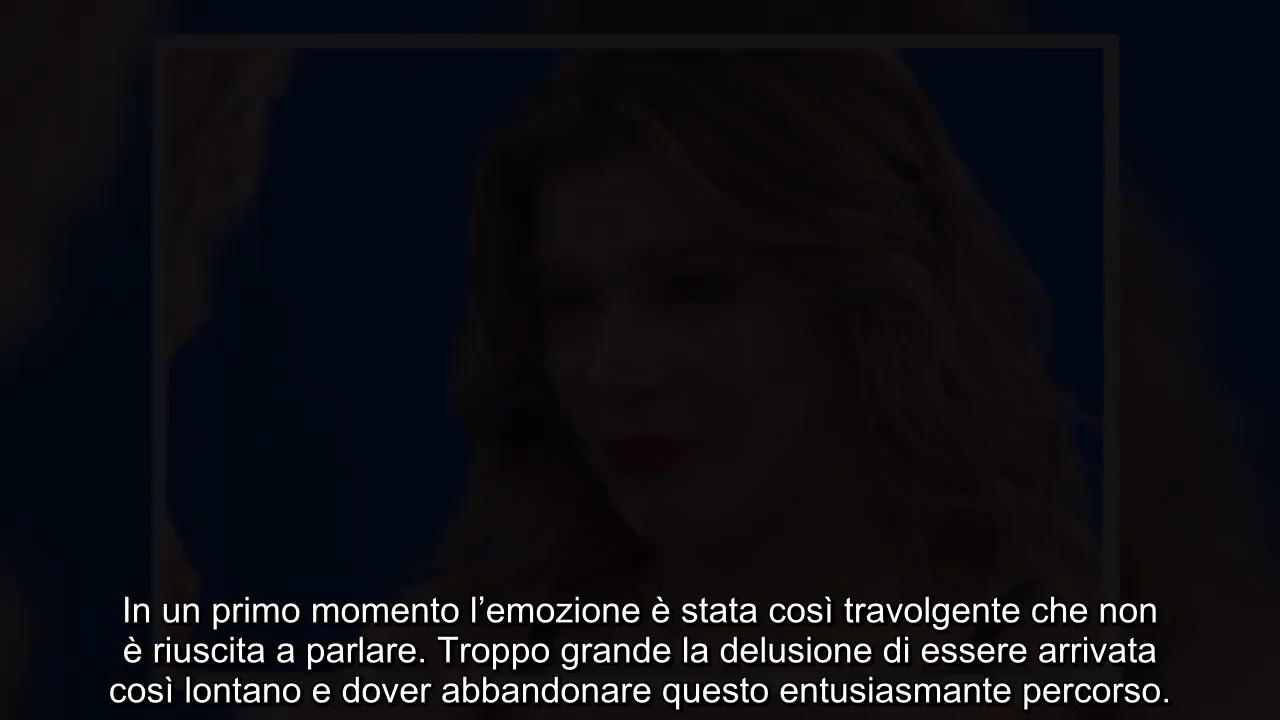 In un primo momento l’emozione è stata così travolgente che non
è riuscita a parlare. Troppo grande la delusione di essere arrivata
così lontano e dover abbandonare questo entusiasmante percorso.